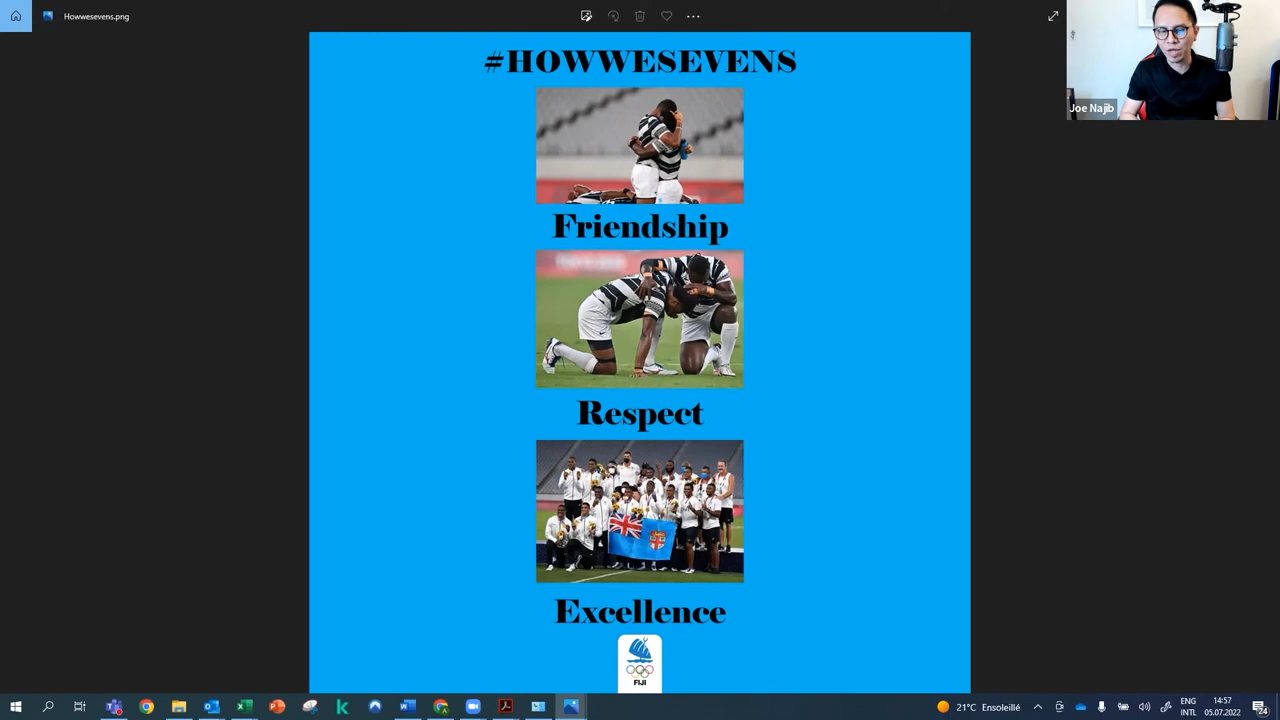 Howwesevens.png
Joe Najib
#HOWWESEVENS
Friendship
Respect
Excellence
FIJI
21°C Ensoleillé
ENG
INTL
14:57
05.07.2022